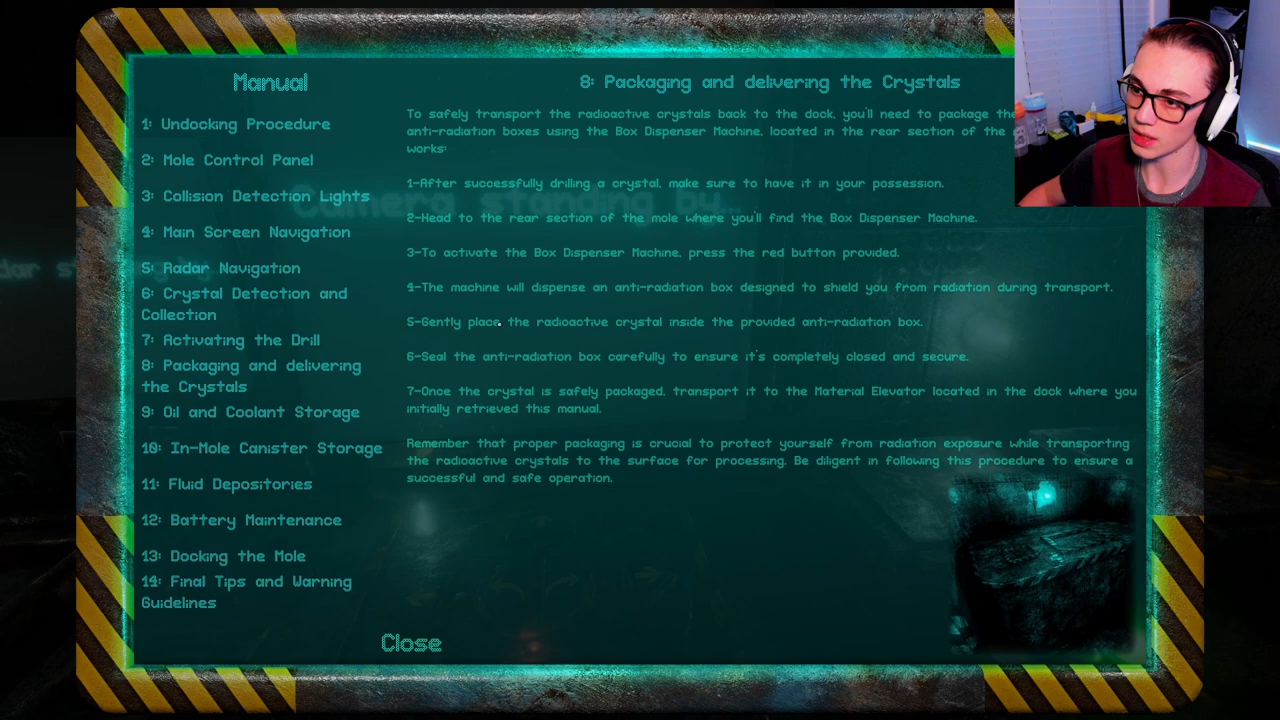 Manual
1: Undocking Procedure
2: Mole Control Panel
3: Collision Detection Lights
4: Main Screen Navigation
5: Radar Navigation
6: Crystal Detection and
Collection
7: Activating the Drill
8: Packaging and delivering
the Crystals
9: Oil and Coolant Storage
10: In-Mole Canister Storage
11: Fluid Depositories
12: Battery Maintenance
13: Docking the Mole
14: Final Tips and Warning
Guidelines
Close
8: Packaging and delivering the Crystals
To safely transport the radioactive crystals back to the dock, you'll need to package
anti-radiation boxes using the Box Dispenser Machine, located in the rear section of the
works:
1-After successfully drilling a crystal, make sure to have it in your possession.
2-Head to the rear section of the mole where you'll find the Box Dispenser Machine.
3-To activate the Box Dispenser Machine, press the red button provided.
4-The machine will dispense an anti-radiation box designed to shield you from radiation during transport.
5-Gently place the radioactive crystal inside the provided anti-radiation box.
6-Seal the anti-radiation box carefully to ensure it's completely closed and secure.
7-Once the crystal is safely packaged, transport it to the Material Elevator located in the dock where you
initially retrieved this manual.
Remember that proper packaging is crucial to protect yourself from radiation exposure while transporting
the radioactive crystals to the surface for processing. Be diligent in following this procedure to ensure a
successful and safe operation.
Camera standing by...